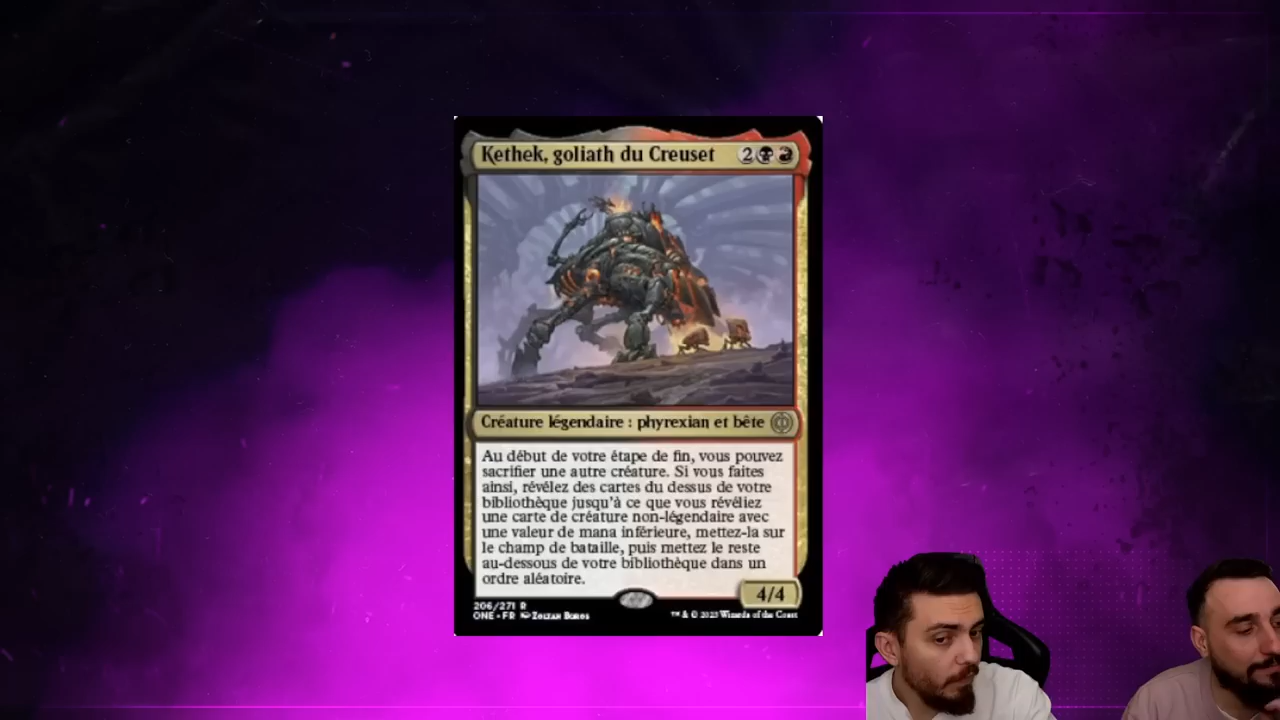 Kethek, goliath du Creuset 2
Créature légendaire : phyrexian et bête
Au début de votre étape de fin, vous pouvez
sacrifier une autre créature. Si vous faites
ainsi, révélez des cartes du dessus de votre
bibliothèque jusqu'à ce que vous révéliez
une carte de créature non-légendaire avec
une valeur de mana inférieure, mettez-la sur
le champ de bataille, puis mettez le reste
au-dessous de votre bibliothèque dans un
ordre aléatoire.
4/4
206/271 R
ONE • FR Zoltan Boros
™ & © 2023 Wizards of the Coast